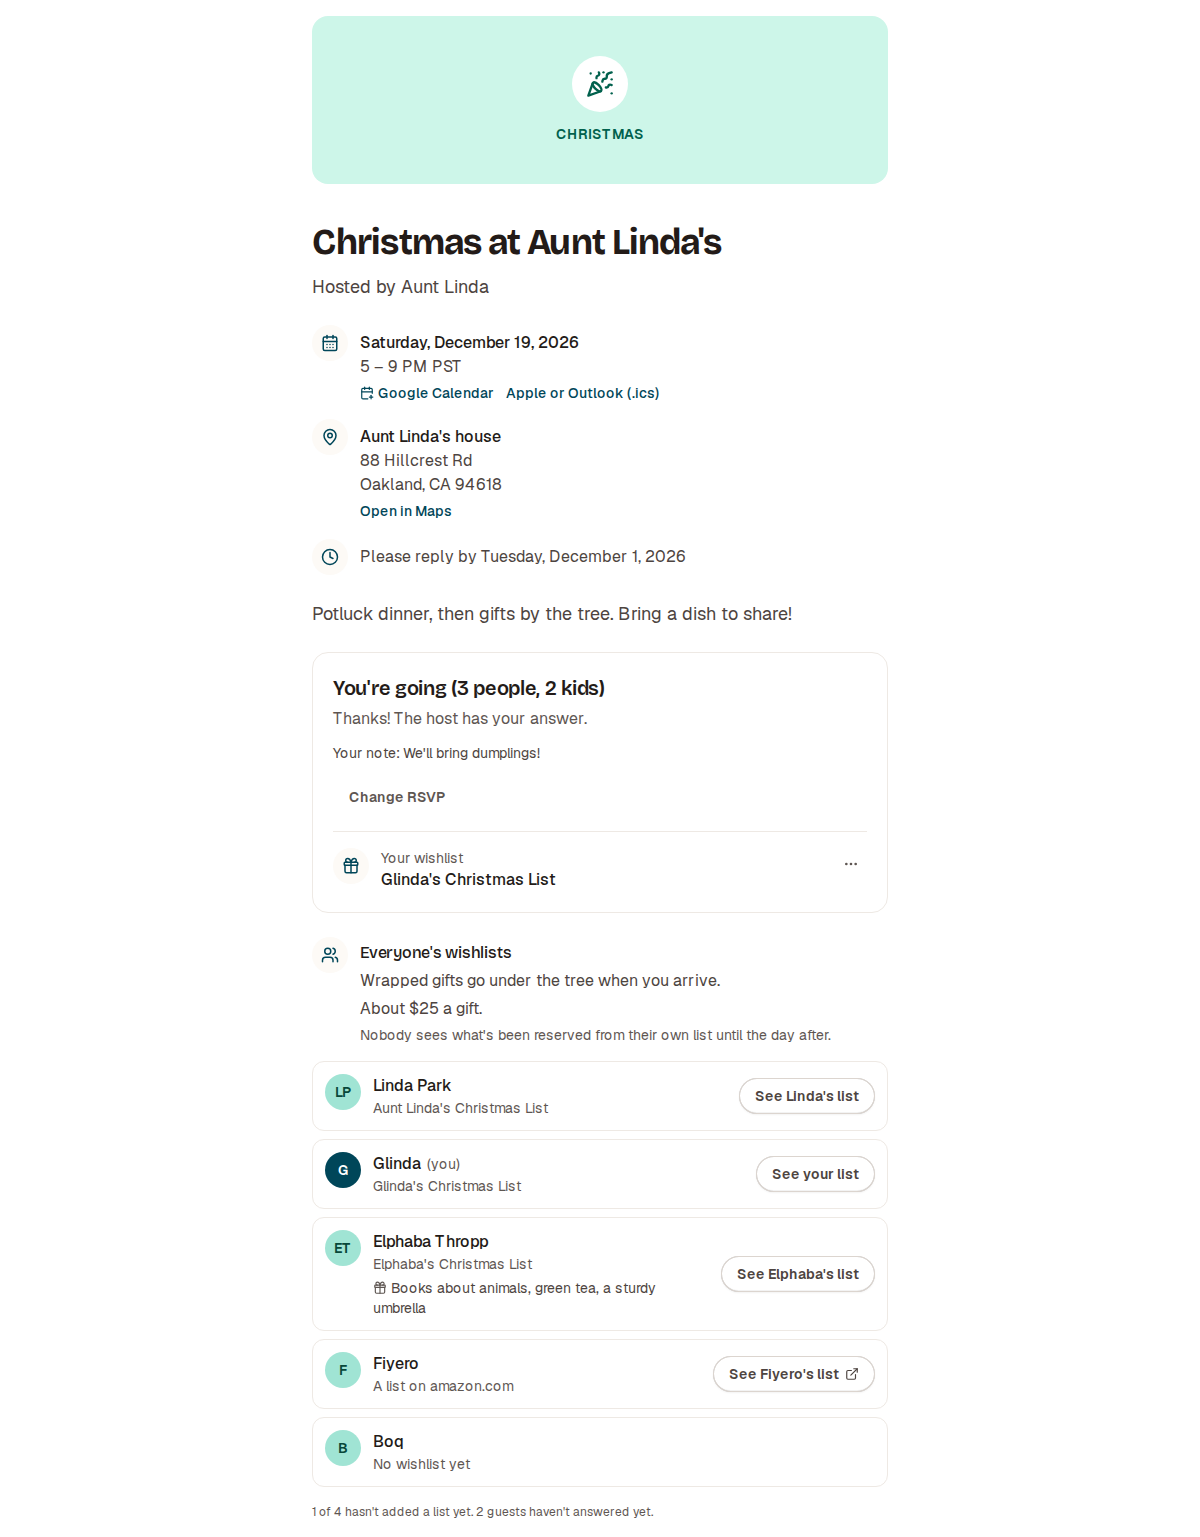 CHRISTMAS
Christmas at Aunt Linda's
Hosted by Aunt Linda
Saturday, December 19, 2026
5 – 9 PM PST
Google Calendar Apple or Outlook (.ics)
Aunt Linda's house
88 Hillcrest Rd
Oakland, CA 94618
Open in Maps
Please reply by Tuesday, December 1, 2026
Potluck dinner, then gifts by the tree. Bring a dish to share!
You're going (3 people, 2 kids)
Thanks! The host has your answer.
Your note: We'll bring dumplings!
Change RSVP
Your wishlist
Glinda's Christmas List
Everyone's wishlists
Wrapped gifts go under the tree when you arrive.
About $25 a gift.
Nobody sees what's been reserved from their own list until the day after.
LP
Linda Park
Aunt Linda's Christmas List
See Linda's list
G
Glinda (you)
Glinda's Christmas List
See your list
ET
Elphaba Thropp
Elphaba's Christmas List
Books about animals, green tea, a sturdy
umbrella
See Elphaba's list
F
Fiyero
A list on amazon.com
See Fiyero's list
B
Boq
No wishlist yet
1 of 4 hasn't added a list yet. 2 guests haven't answered yet.